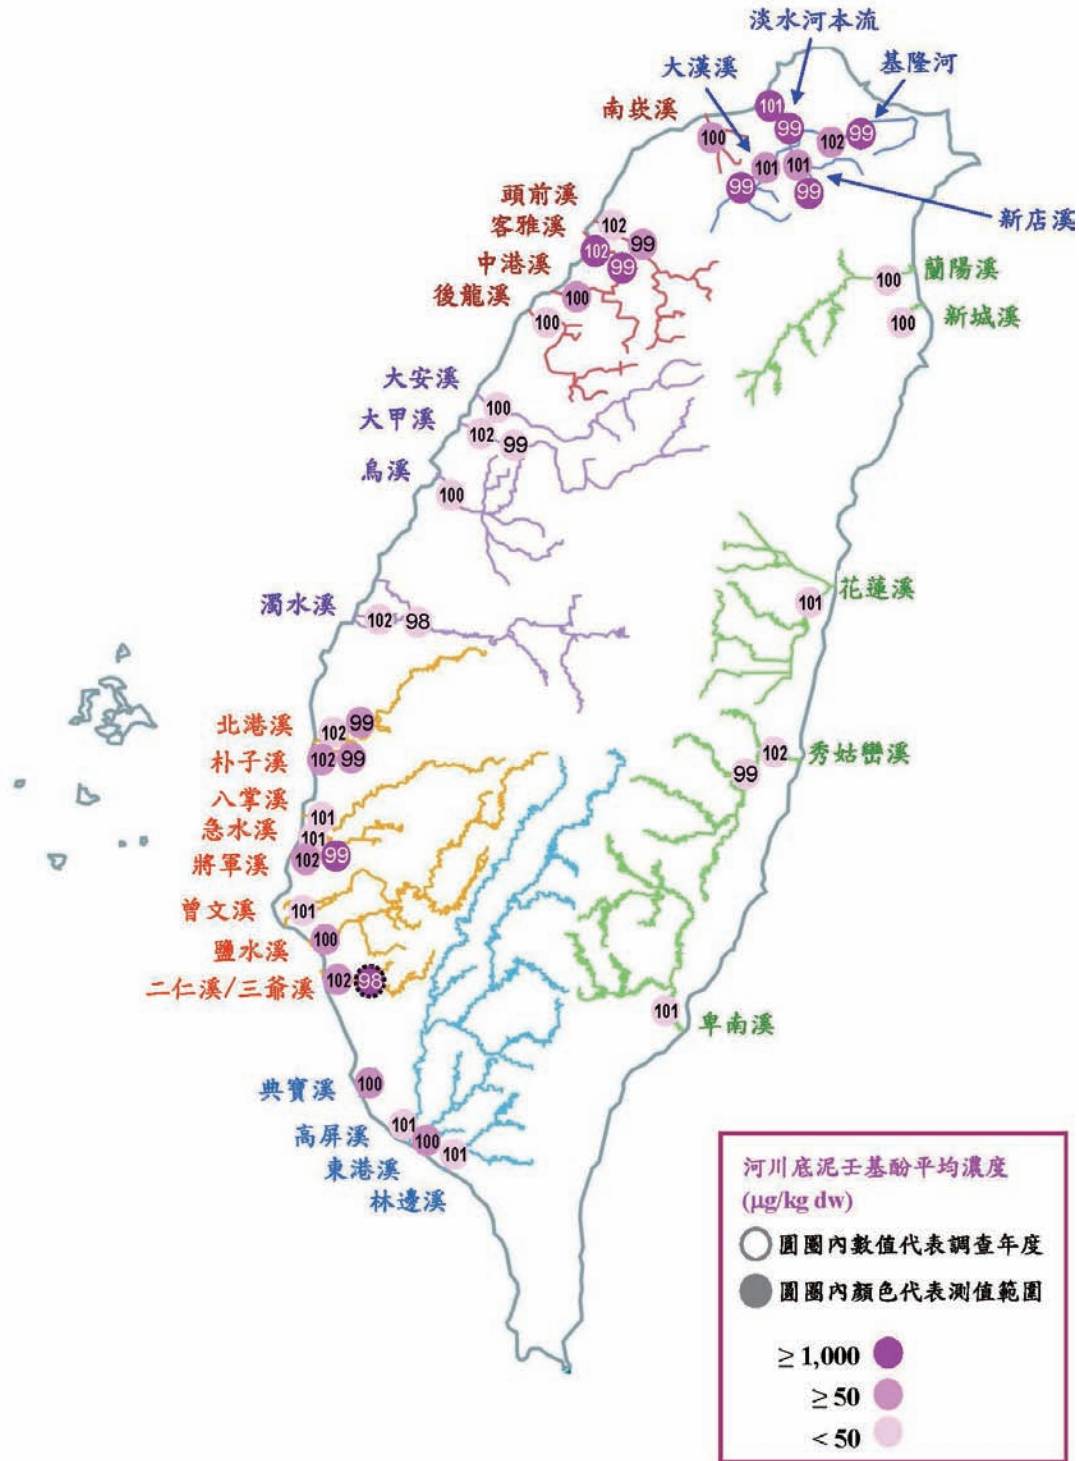 淡水河本流
大漢溪
基隆河
南崁溪
101
99
99
100
102
101
101
99
99
新店溪
頭前溪
102
客雅溪
99
102
中港溪
99
蘭陽溪
100
後龍溪
100
新城溪
100
100
大安溪
100
大甲溪
102
99
烏溪
100
花蓮溪
101
濁水溪
102
98
北港溪
99
102
朴子溪
102
99
秀姑巒溪
102
99
八掌溪
101
急水溪
101
將軍溪
102
99
曾文溪
101
鹽水溪
100
二仁溪/三爺溪
102
98
101
卑南溪
典寶溪
100
高屏溪
101
東港溪
100
林邊溪
101
河川底泥壬基酚平均濃度
(μg/kg dw)
圓圈內數值代表調查年度
圓圈內顏色代表測值範圍
≥ 1,000
≥ 50
< 50